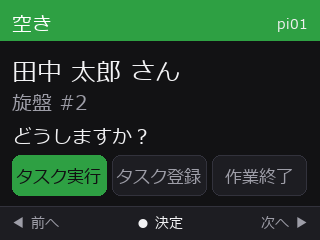 空き pi01
田中 太郎 さん
旋盤 #2
どうしますか？
タスク実行 タスク登録 作業終了
◀ 前へ ● 決定 次へ ▶